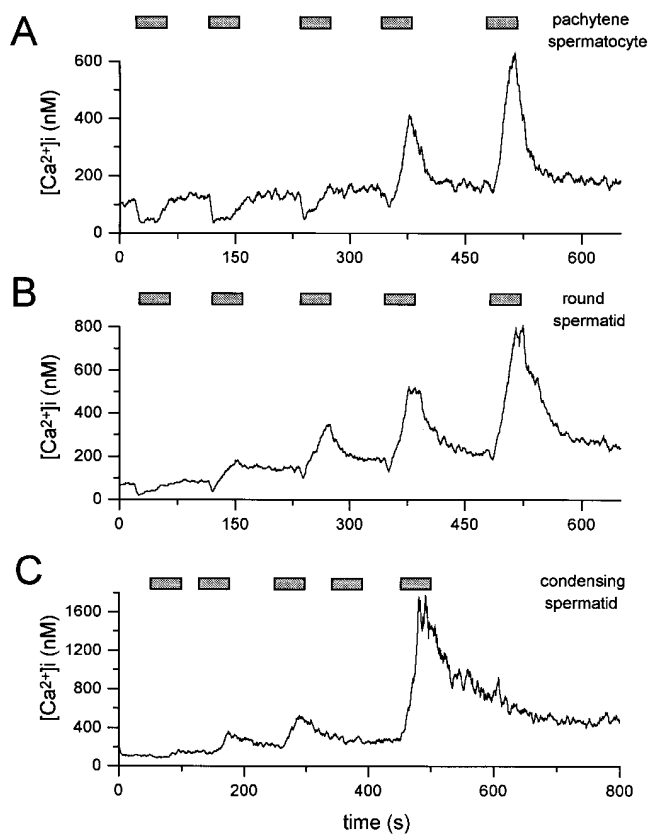 A
pachytene
spermatocyte
[Ca²⁺]i (nM)
600
400
200
0
0 150 300 450 600
B
round
spermatid
[Ca²⁺]i (nM)
800
600
400
200
0
0 150 300 450 600
C
condensing
spermatid
[Ca²⁺]i (nM)
1600
1200
800
400
0
0 200 400 600 800
time (s)